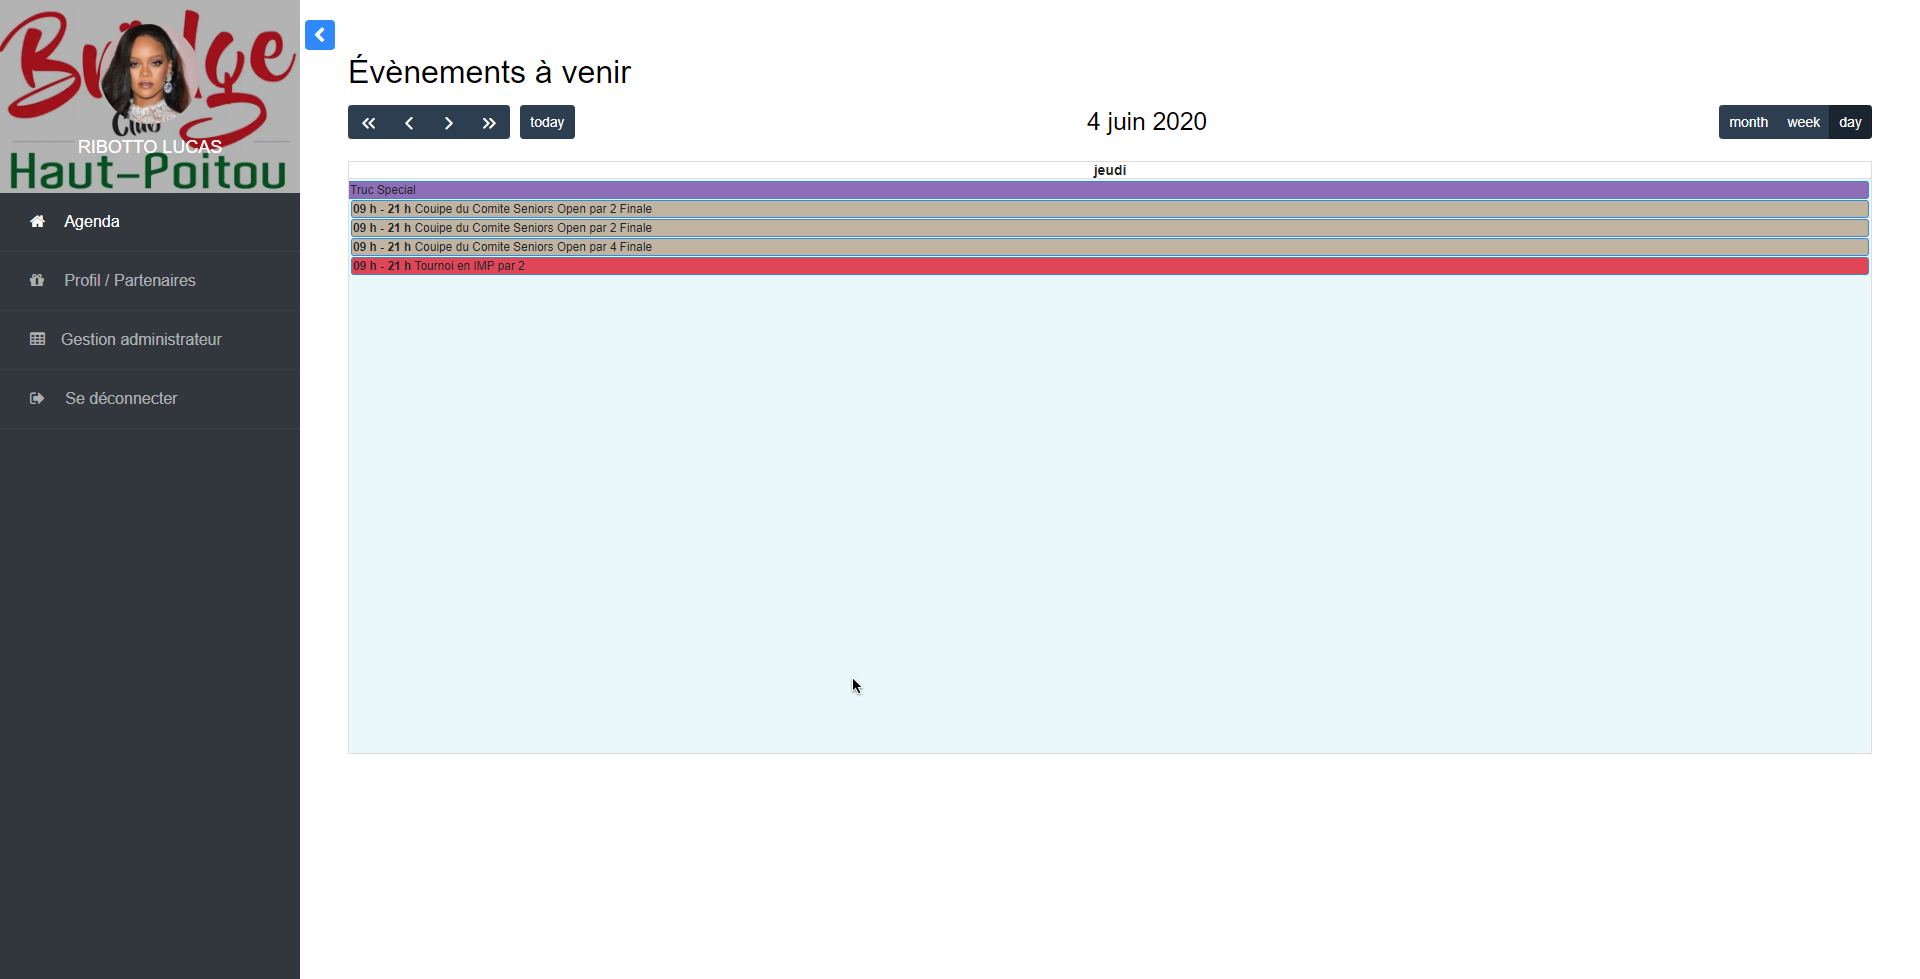 Bridge
Club
RIBOTTO LUCAS
Haut-Poitou
Agenda
Profil / Partenaires
Gestion administrateur
Se déconnecter
Évènements à venir
today
4 juin 2020
month week day
jeudi
Truc Special
09 h - 21 h Couipe du Comite Seniors Open par 2 Finale
09 h - 21 h Couipe du Comite Seniors Open par 2 Finale
09 h - 21 h Couipe du Comite Seniors Open par 4 Finale
09 h - 21 h Tournoi en IMP par 2